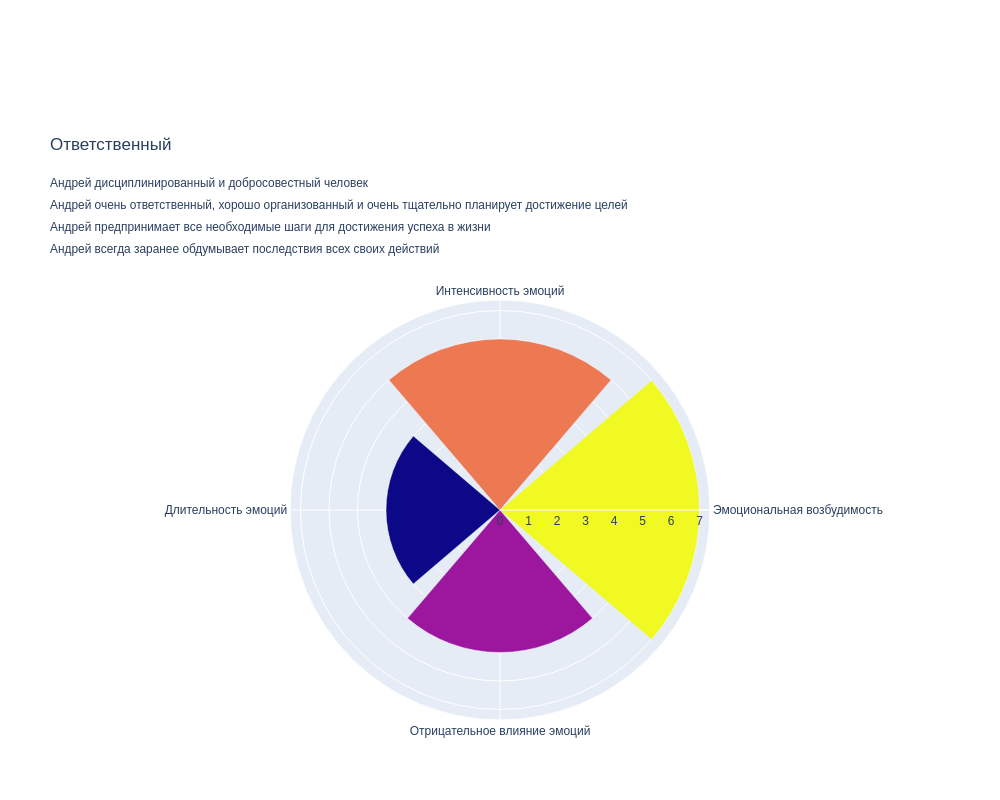 Ответственный
Андрей дисциплинированный и добросовестный человек
Андрей очень ответственный, хорошо организованный и очень тщательно планирует достижение целей
Андрей предпринимает все необходимые шаги для достижения успеха в жизни
Андрей всегда заранее обдумывает последствия всех своих действий
Интенсивность эмоций
Длительность эмоций
Эмоциональная возбудимость
0 1 2 3 4 5 6 7
Отрицательное влияние эмоций